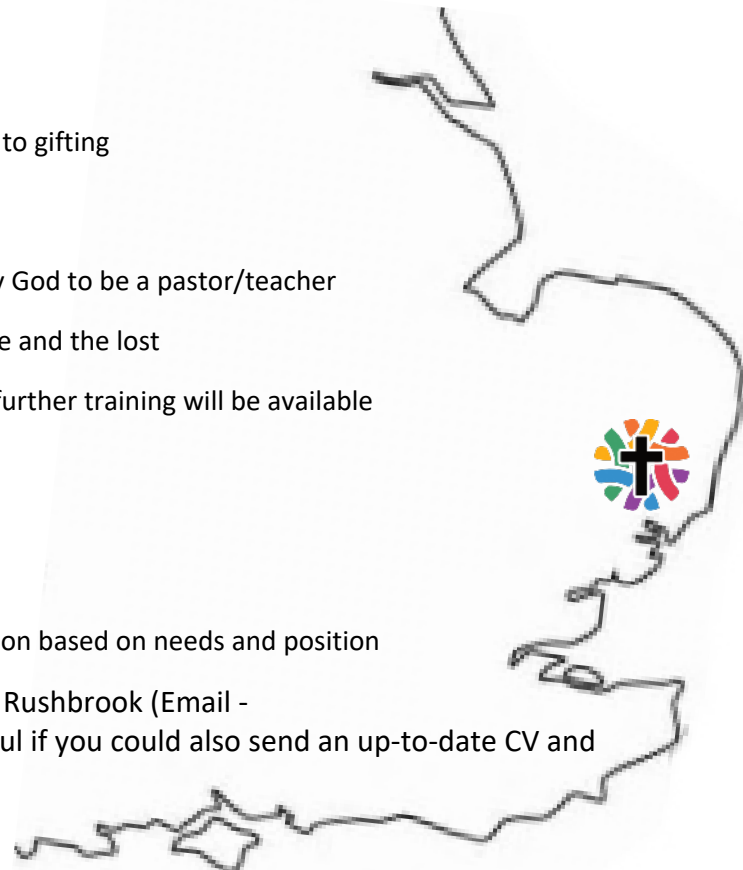 to gifting
God to be a pastor/teacher
e and the lost
further training will be available
on based on needs and position
Rushbrook (Email -
ul if you could also send an up-to-date CV and